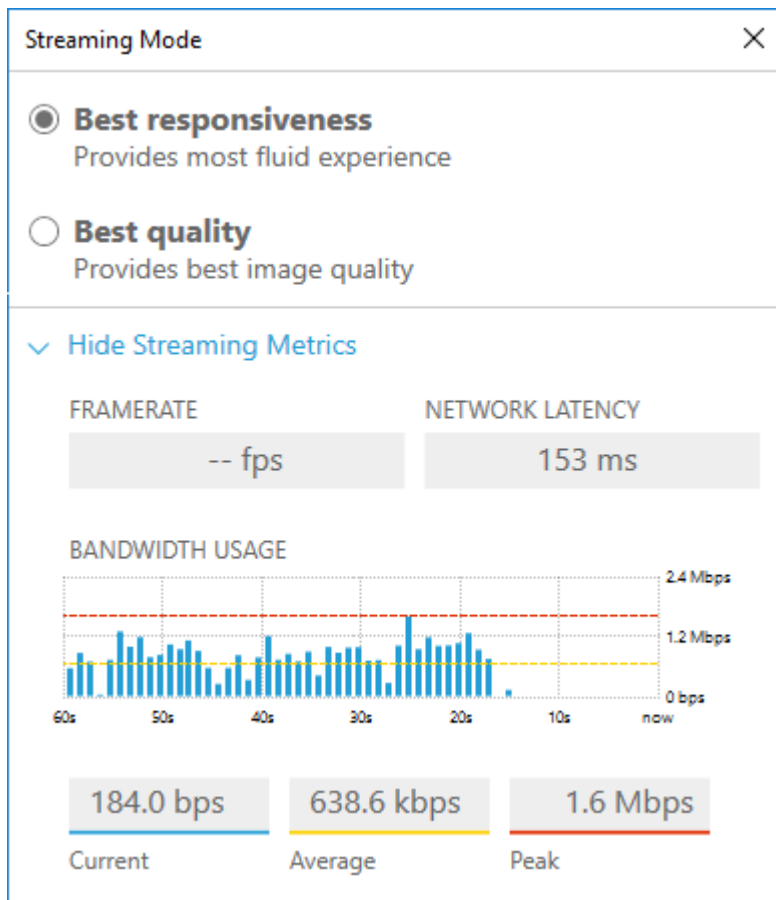 Streaming Mode
Best responsiveness
Provides most fluid experience
Best quality
Provides best image quality
Hide Streaming Metrics
FRAMERATE NETWORK LATENCY
-- fps 153 ms
BANDWIDTH USAGE
2.4 Mbps
1.2 Mbps
0 bps
60s 50s 40s 30s 20s 10s now
184.0 bps 638.6 kbps 1.6 Mbps
Current Average Peak